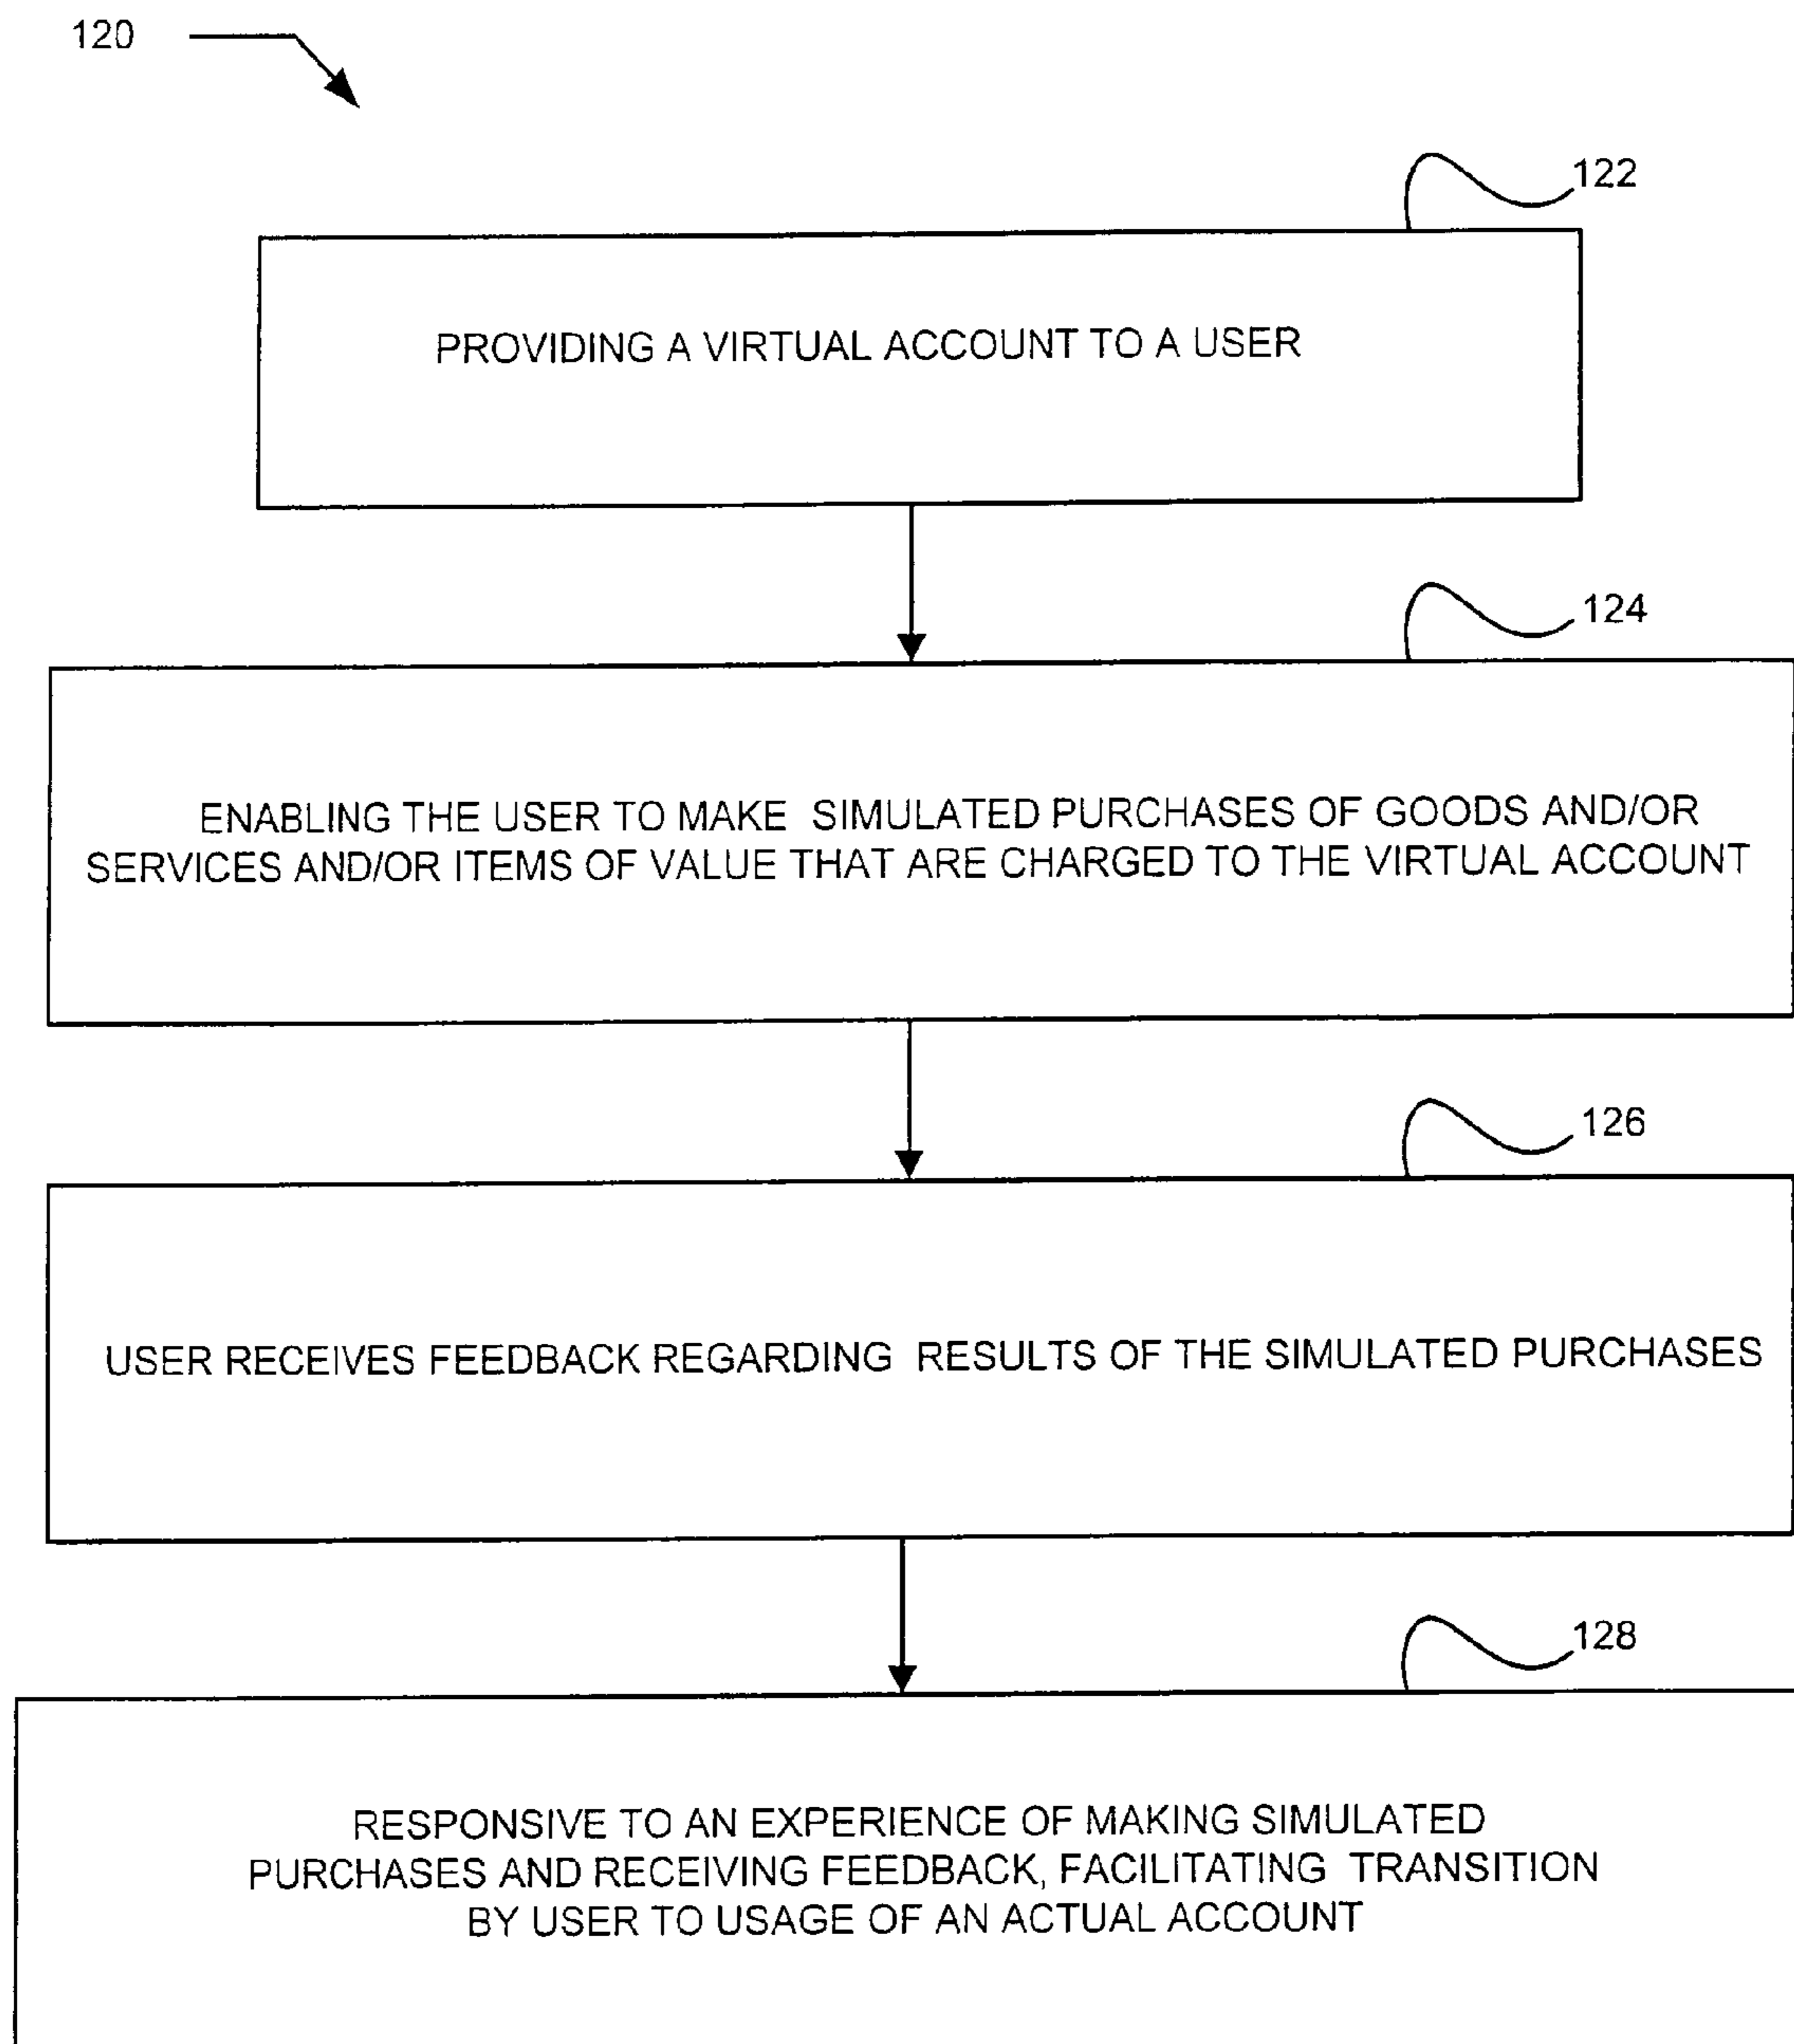 120
122
PROVIDING A VIRTUAL ACCOUNT TO A USER
124
ENABLING THE USER TO MAKE SIMULATED PURCHASES OF GOODS AND/OR
SERVICES AND/OR ITEMS OF VALUE THAT ARE CHARGED TO THE VIRTUAL ACCOUNT
126
USER RECEIVES FEEDBACK REGARDING RESULTS OF THE SIMULATED PURCHASES
128
RESPONSIVE TO AN EXPERIENCE OF MAKING SIMULATED
PURCHASES AND RECEIVING FEEDBACK, FACILITATING TRANSITION
BY USER TO USAGE OF AN ACTUAL ACCOUNT